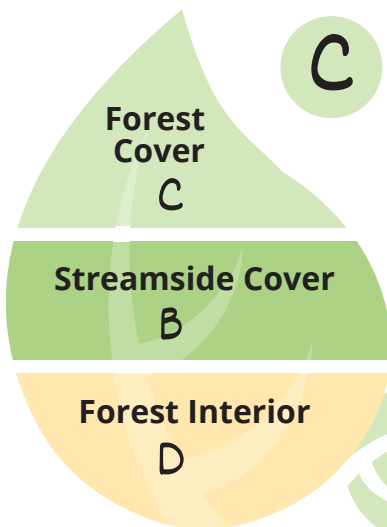 C
Forest
Cover
C
Streamside Cover
B
Forest Interior
D